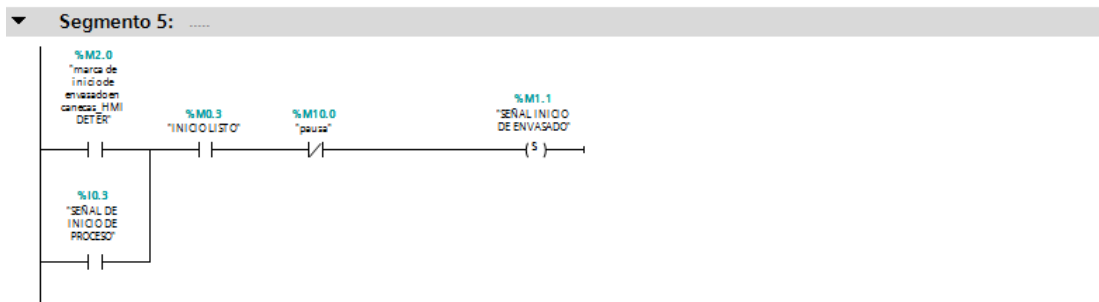 Segmento 5: .....
%M2.0
"marca de
inicio de
envasado en
canecas_HMI
DETER"
%M0.3
"INICIO LISTO"
%M10.0
"pausa"
%M1.1
"SEÑAL INICIO
DE ENVASADO"
S
%I0.3
"SEÑAL DE
INICIO DE
PROCESO"